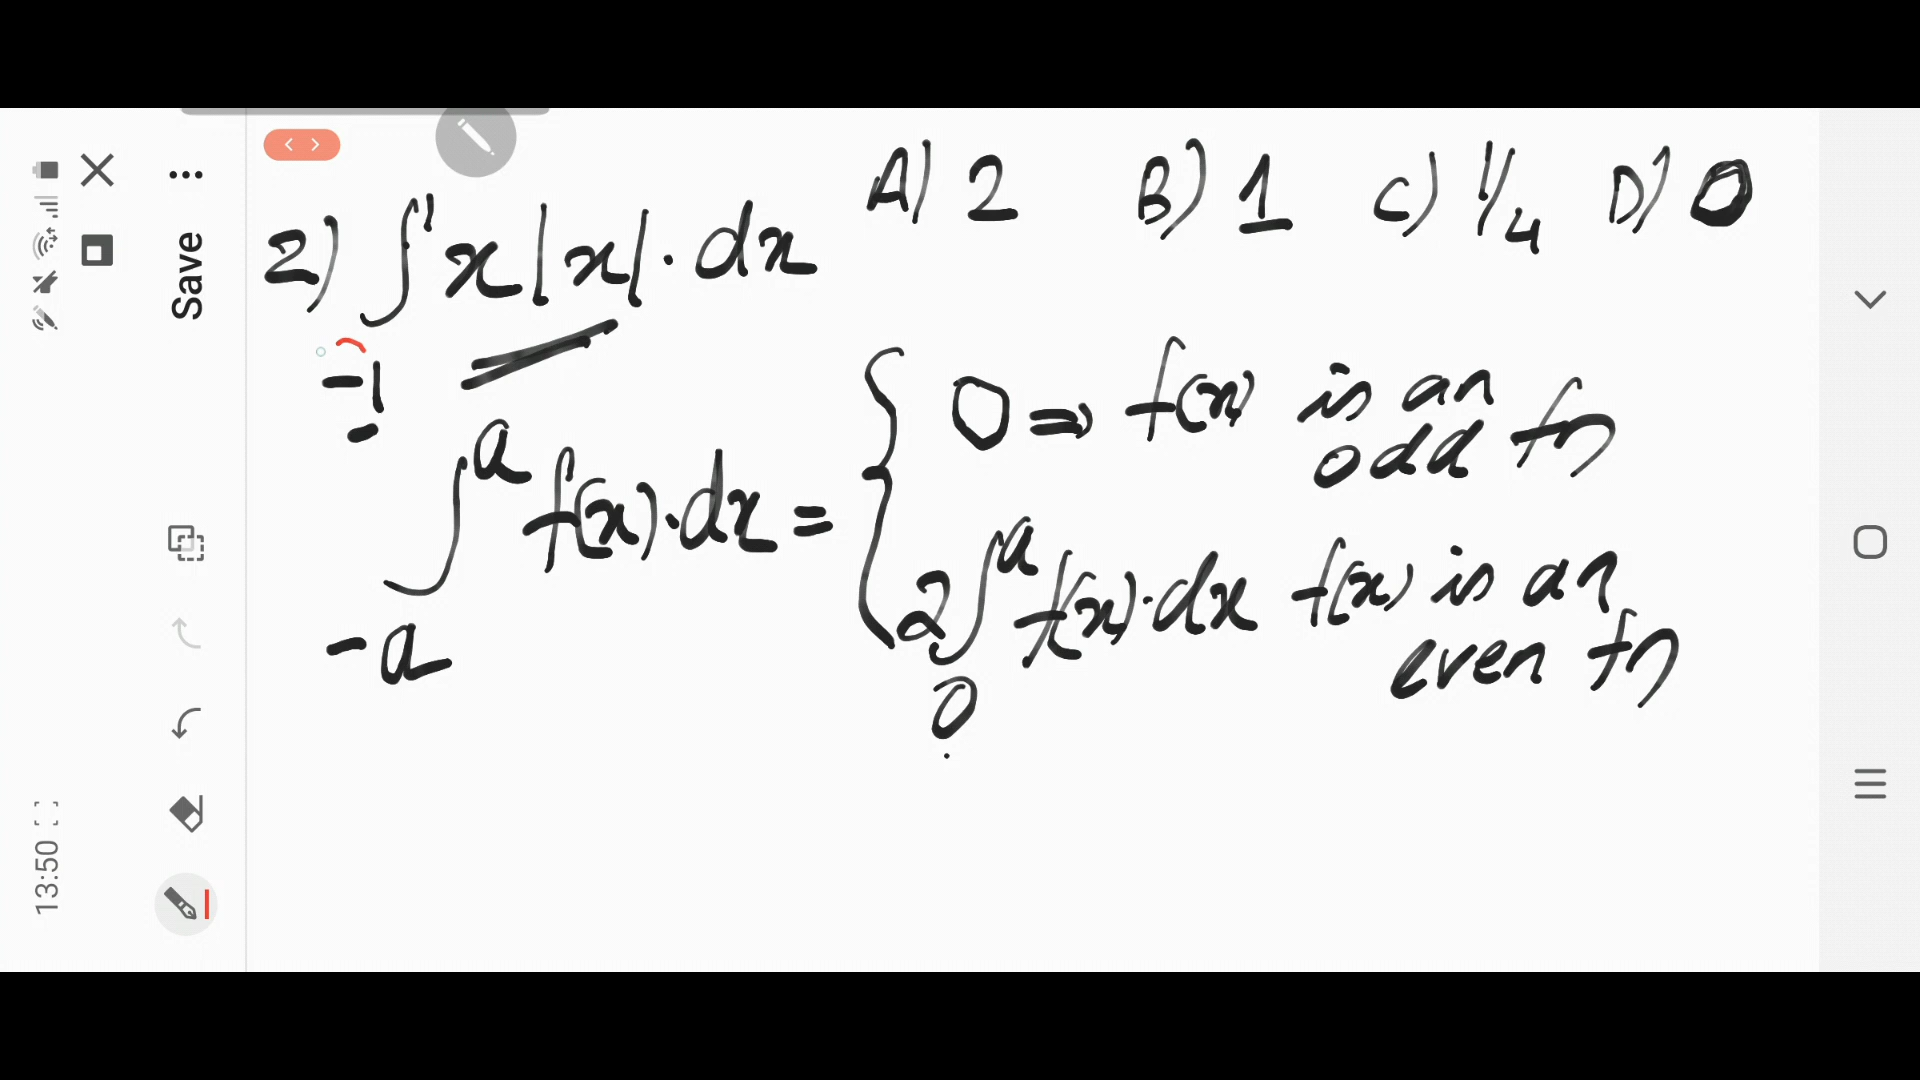 A) 2 B) 1 C) 1/4 D) 0
2) ∫₋₁¹ x|x|·dx
∫₋ₐᵃ f(x)·dx = { 0 ⇒ f(x) is an odd fn
2∫₀ᵃ f(x)·dx f(x) is an even fn
Save
13:50